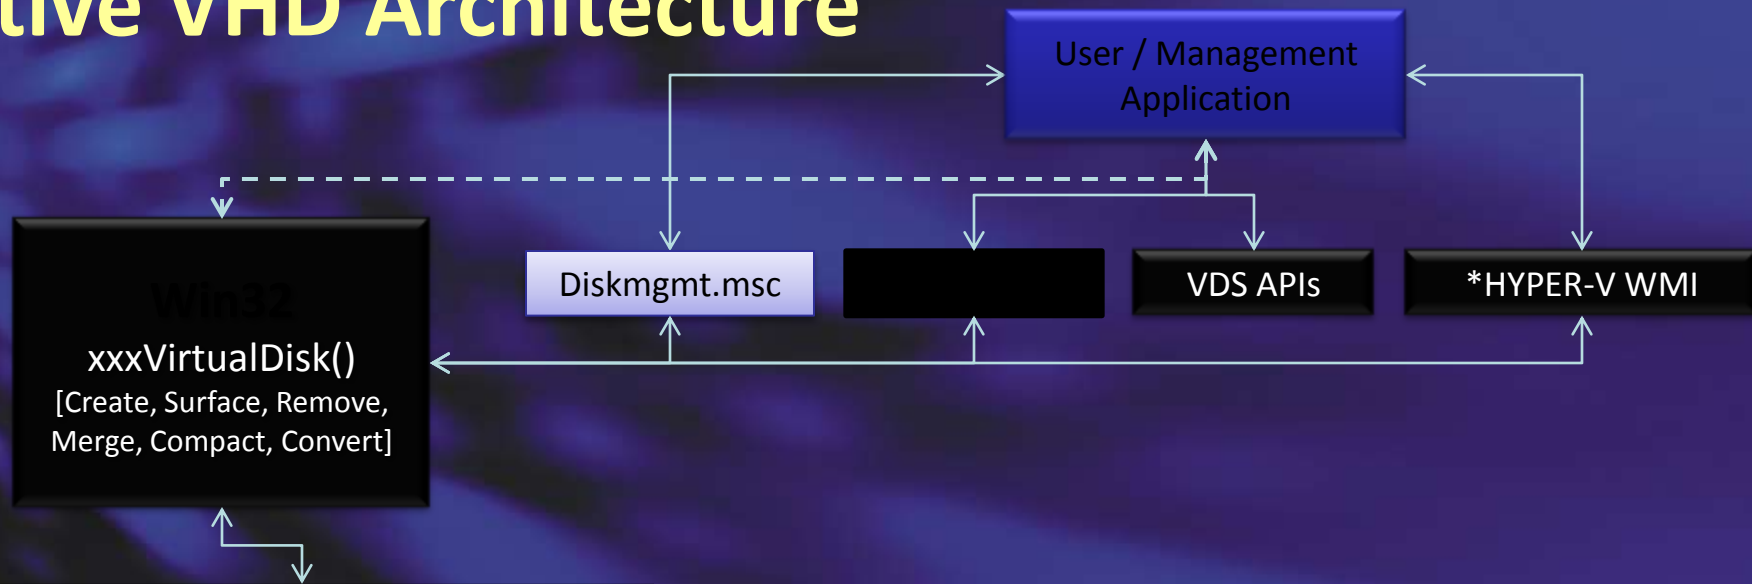 tive VHD Architecture
User / Management
Application
Win32
xxxVirtualDisk()
[Create, Surface, Remove,
Merge, Compact, Convert]
Diskmgmt.msc
VDS APIs
*HYPER-V WMI